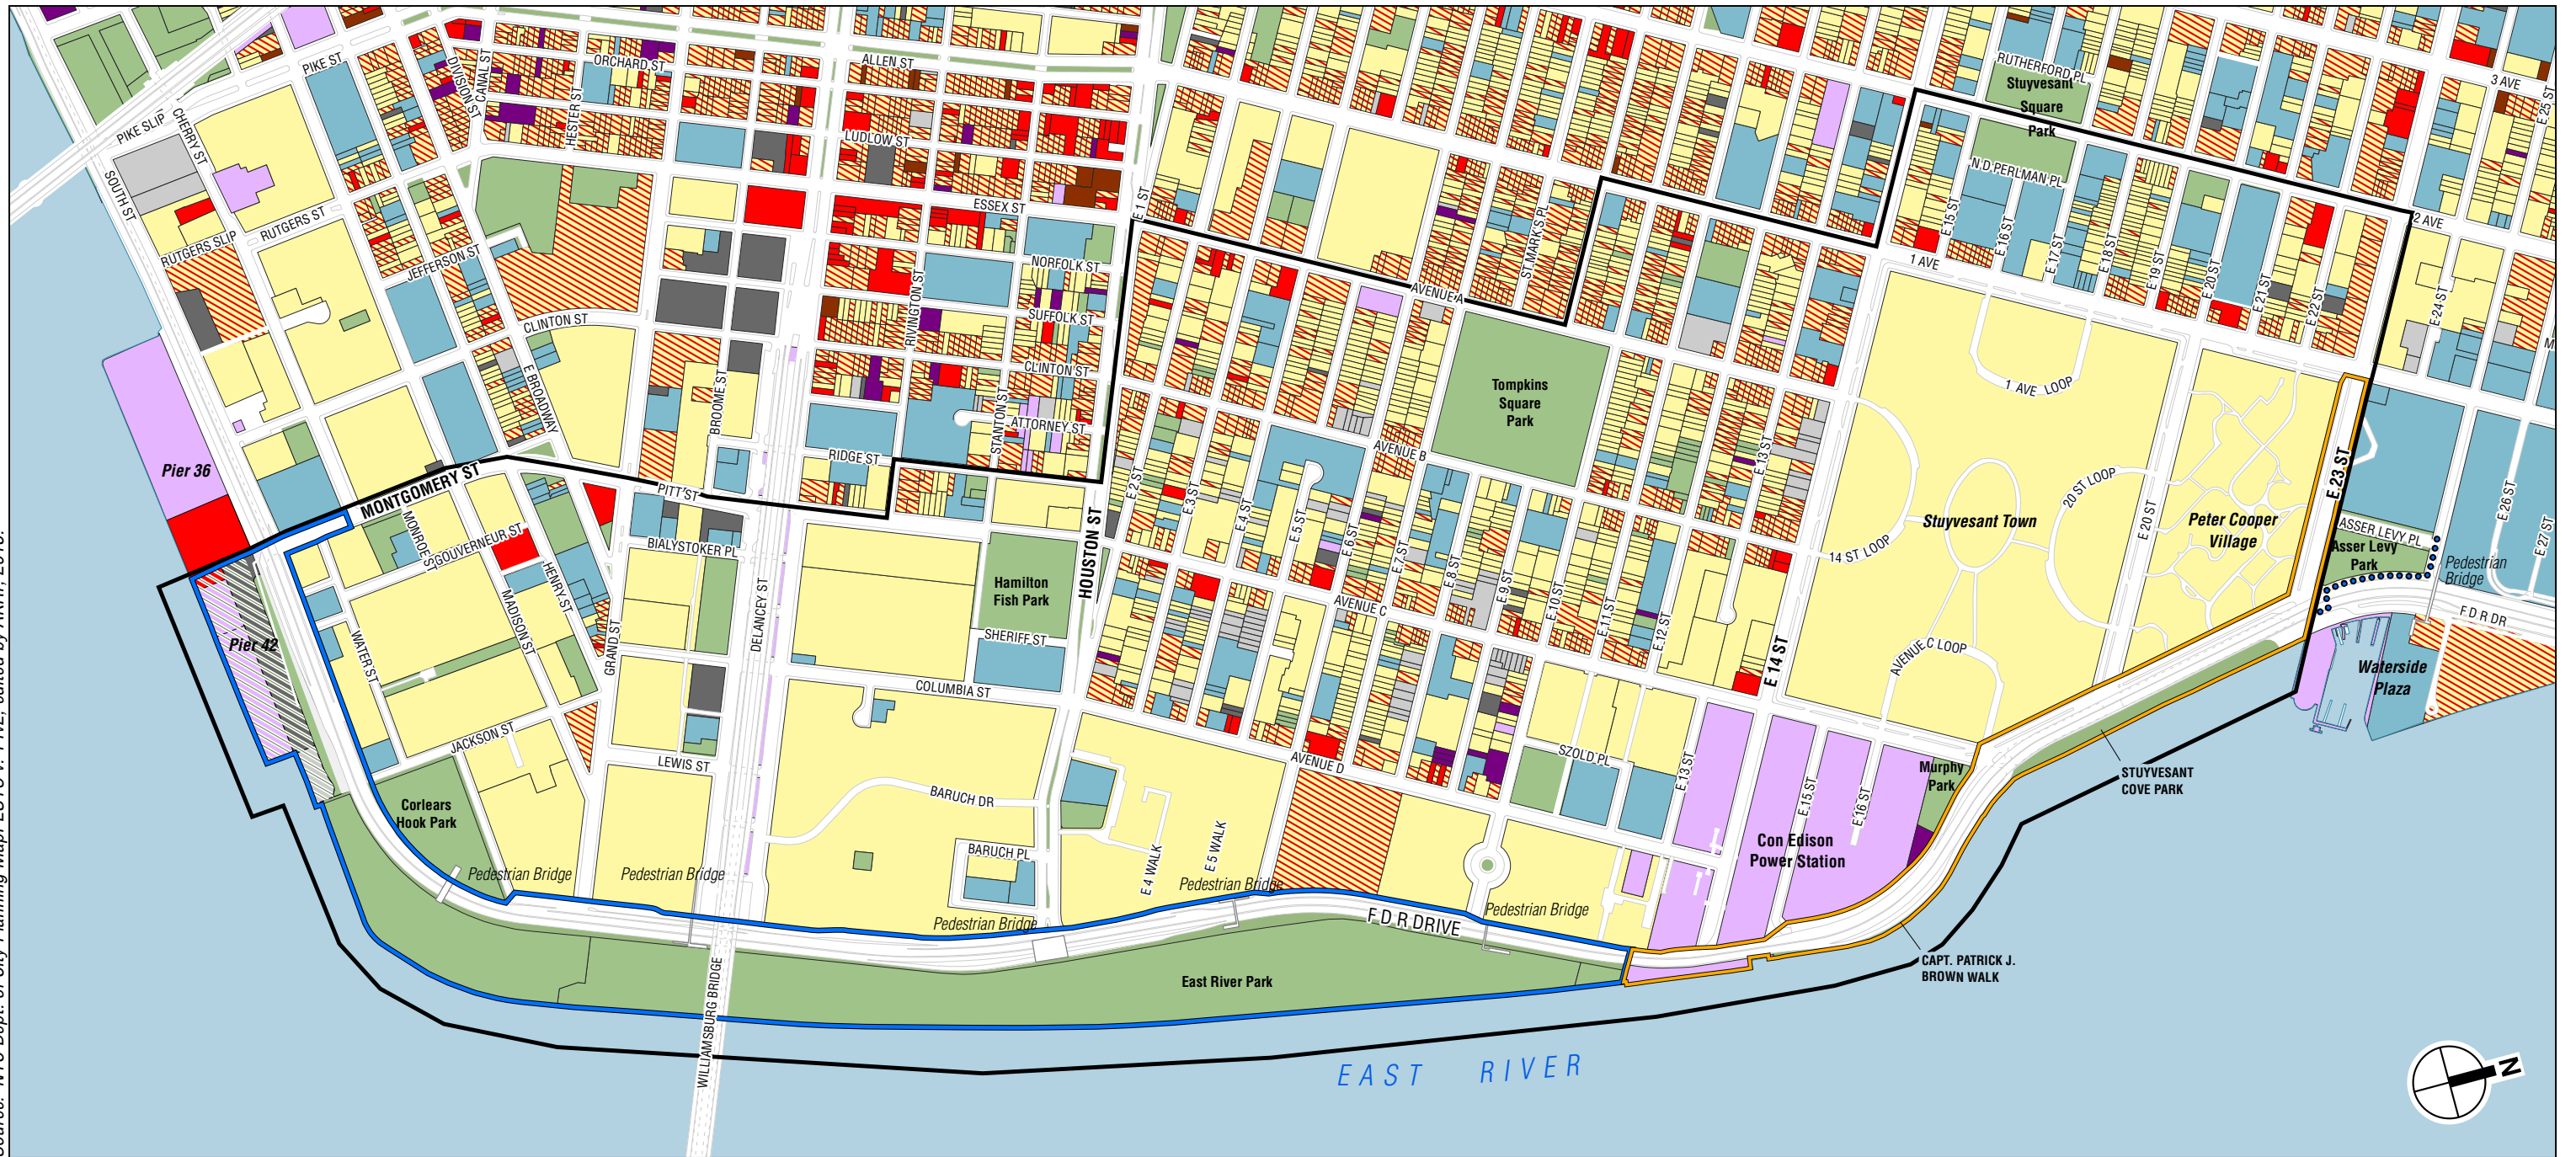 PIKE ST
DIVISION ST
CANAL ST
ORCHARD ST
ALLEN ST
HESTER ST
LUDLOW ST
PIKE SLIP
CHERRY ST
SOUTH ST
RUTGERS SLIP
RUTGERS ST
JEFFERSON ST
ESSEX ST
NORFOLK ST
SUFFOLK ST
CLINTON ST
CLINTON ST
RIVINGTON ST
E BROADWAY
BROOME ST
STANTON ST
ATTORNEY ST
RIDGE ST
PITT ST
E 1 ST
RUTHERFORD PL
Stuyvesant
Square
Park
3 AVE
E 25 ST
N D PERLMAN PL
ST MARK S PL
AVENUE A
1 AVE
2 AVE
E 15 ST
E 16 ST
E 17 ST
E 18 ST
E 19 ST
E 20 ST
E 21 ST
E 22 ST
E 24 ST
1 AVE LOOP
Tompkins
Square
Park
AVENUE B
E 13 ST
E 2 ST
E 3 ST
E 4 ST
E 5 ST
E 6 ST
E 7 ST
E 8 ST
E 9 ST
E 10 ST
E 11 ST
E 12 ST
Pier 36
MONTGOMERY ST
MONROE ST
GOUVERNEUR ST
HENRY ST
MADISON ST
BIALYSTOKER PL
GRAND ST
DELANCEY ST
Hamilton
Fish Park
HOUSTON ST
SHERIFF ST
COLUMBIA ST
AVENUE C
E 14 ST
14 ST LOOP
20 ST LOOP
Stuyvesant Town
E 20 ST
Peter Cooper
Village
E 23 ST
ASSER LEVY PL
Asser Levy
Park
Pedestrian
Bridge
E 26 ST
E 27 ST
F D R DR
Waterside
Plaza
AVENUE C LOOP
Pier 42
WATER ST
JACKSON ST
LEWIS ST
BARUCH DR
BARUCH PL
AVENUE D
SZOLD PL
E 13 ST
E 15 ST
E 16 ST
Murphy
Park
Con Edison
Power Station
STUYVESANT
COVE PARK
Corlears
Hook Park
Pedestrian Bridge
Pedestrian Bridge
Pedestrian Bridge
Pedestrian Bridge
Pedestrian Bridge
E 4 WALK
E 5 WALK
F D R DRIVE
East River Park
CAPT. PATRICK J.
BROWN WALK
WILLIAMSBURG BRIDGE
EAST RIVER
N